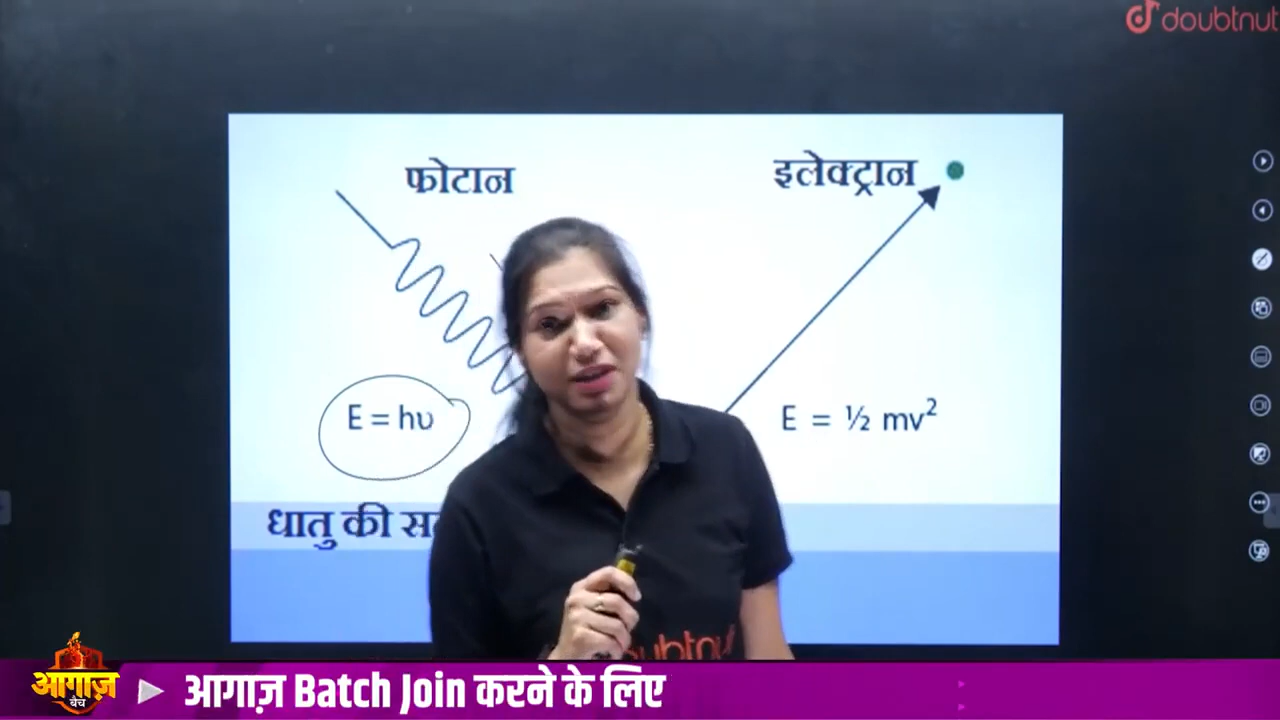 doubtnut
फोटान
इलेक्ट्रान
E = hυ
E = ½ mv²
धातु की
आगाज़
बैच
आगाज़ Batch Join करने के लिए